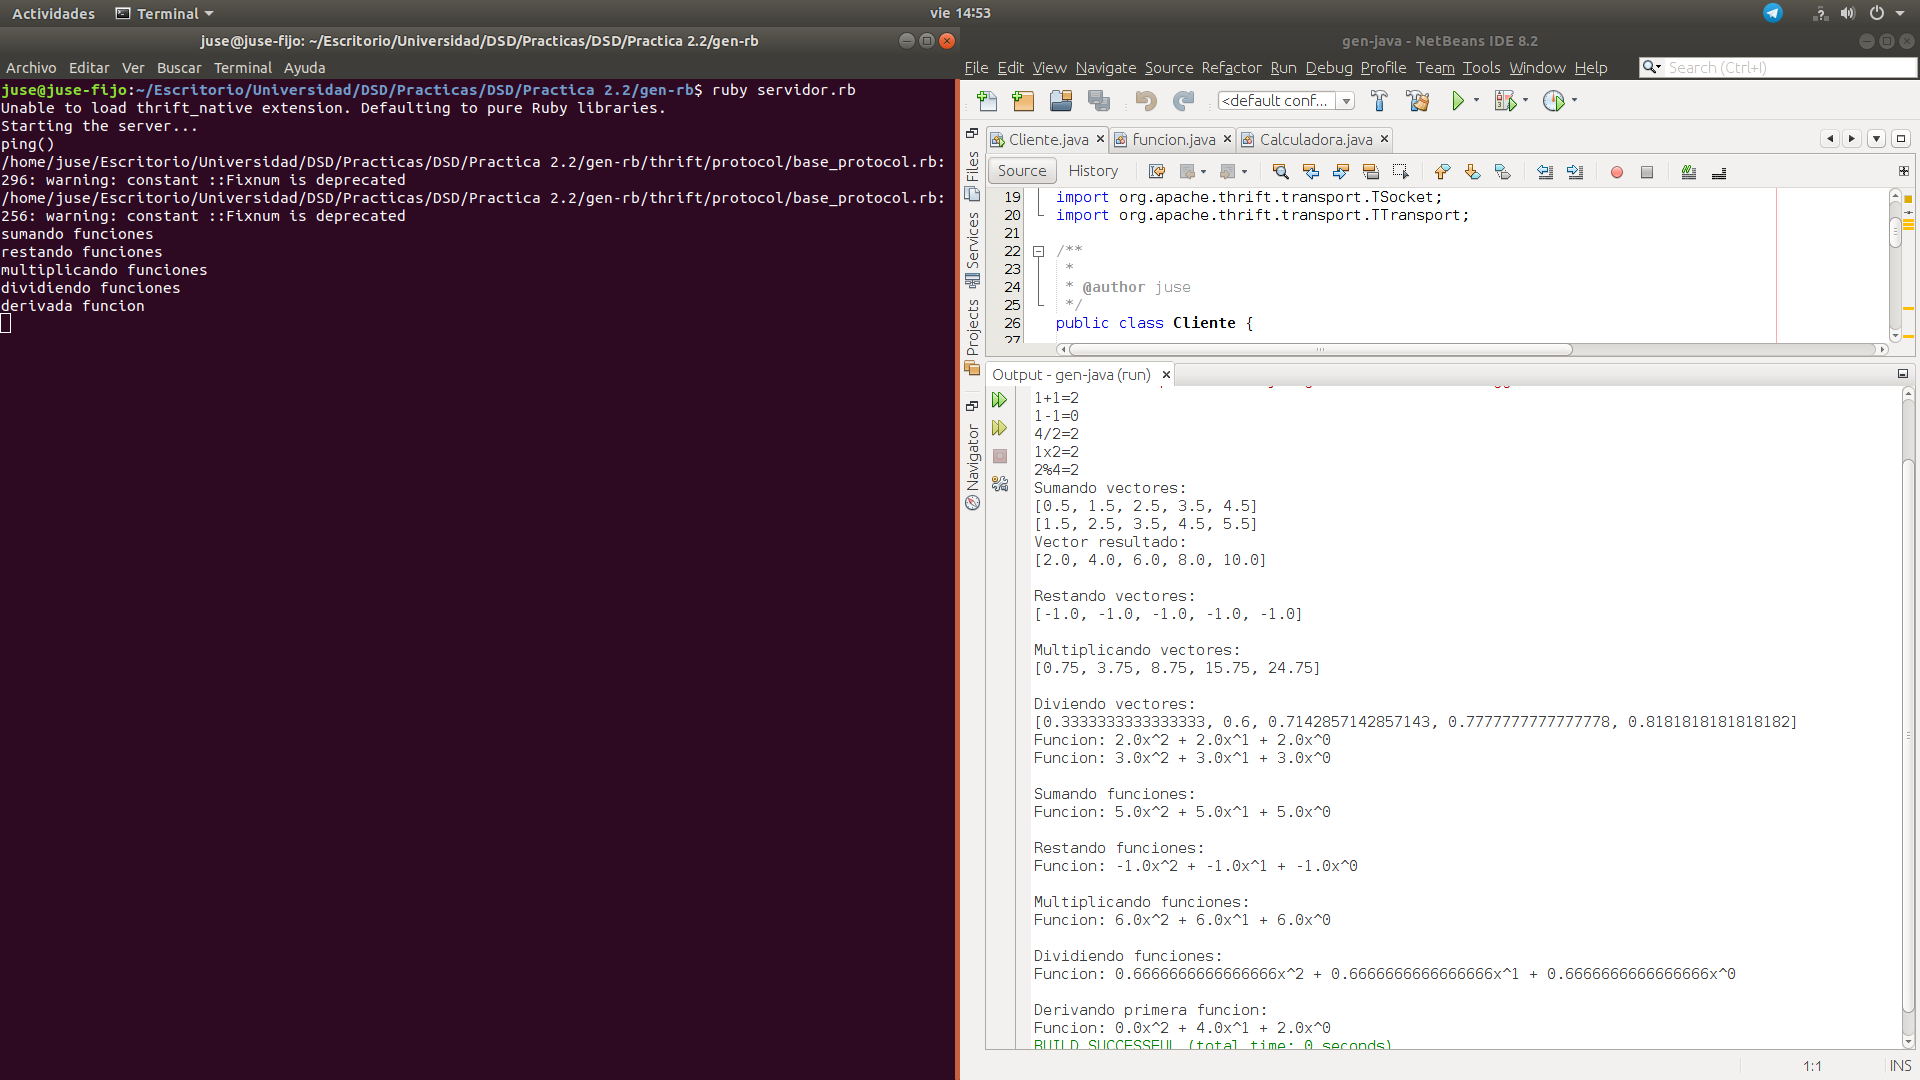 Actividades Terminal vie 14:53
juse@juse-fijo: ~/Escritorio/Universidad/DSD/Practicas/DSD/Practica 2.2/gen-rb
Archivo Editar Ver Buscar Terminal Ayuda
juse@juse-fijo:~/Escritorio/Universidad/DSD/Practicas/DSD/Practica 2.2/gen-rb$ ruby servidor.rb
Unable to load thrift_native extension. Defaulting to pure Ruby libraries.
Starting the server...
ping()
/home/juse/Escritorio/Universidad/DSD/Practicas/DSD/Practica 2.2/gen-rb/thrift/protocol/base_protocol.rb:
296: warning: constant ::Fixnum is deprecated
/home/juse/Escritorio/Universidad/DSD/Practicas/DSD/Practica 2.2/gen-rb/thrift/protocol/base_protocol.rb:
256: warning: constant ::Fixnum is deprecated
sumando funciones
restando funciones
multiplicando funciones
dividiendo funciones
derivada funcion
gen-java - NetBeans IDE 8.2
File Edit View Navigate Source Refactor Run Debug Profile Team Tools Window Help Search (Ctrl+I)
<default conf...
Cliente.java funcion.java Calculadora.java
Source History
Files
Services
Projects
Navigator
19 import org.apache.thrift.transport.TSocket;
20 import org.apache.thrift.transport.TTransport;
21
22 /**
23 *
24 * @author juse
25 */
26 public class Cliente {
27
Output - gen-java (run)
1+1=2
1-1=0
4/2=2
1x2=2
2%4=2
Sumando vectores:
[0.5, 1.5, 2.5, 3.5, 4.5]
[1.5, 2.5, 3.5, 4.5, 5.5]
Vector resultado:
[2.0, 4.0, 6.0, 8.0, 10.0]
Restando vectores:
[-1.0, -1.0, -1.0, -1.0, -1.0]
Multiplicando vectores:
[0.75, 3.75, 8.75, 15.75, 24.75]
Diviendo vectores:
[0.3333333333333333, 0.6, 0.7142857142857143, 0.7777777777777778, 0.8181818181818182]
Funcion: 2.0x^2 + 2.0x^1 + 2.0x^0
Funcion: 3.0x^2 + 3.0x^1 + 3.0x^0
Sumando funciones:
Funcion: 5.0x^2 + 5.0x^1 + 5.0x^0
Restando funciones:
Funcion: -1.0x^2 + -1.0x^1 + -1.0x^0
Multiplicando funciones:
Funcion: 6.0x^2 + 6.0x^1 + 6.0x^0
Dividiendo funciones:
Funcion: 0.6666666666666666x^2 + 0.6666666666666666x^1 + 0.6666666666666666x^0
Derivando primera funcion:
Funcion: 0.0x^2 + 4.0x^1 + 2.0x^0
BUILD SUCCESSFUL (total time: 0 seconds)
1:1 INS